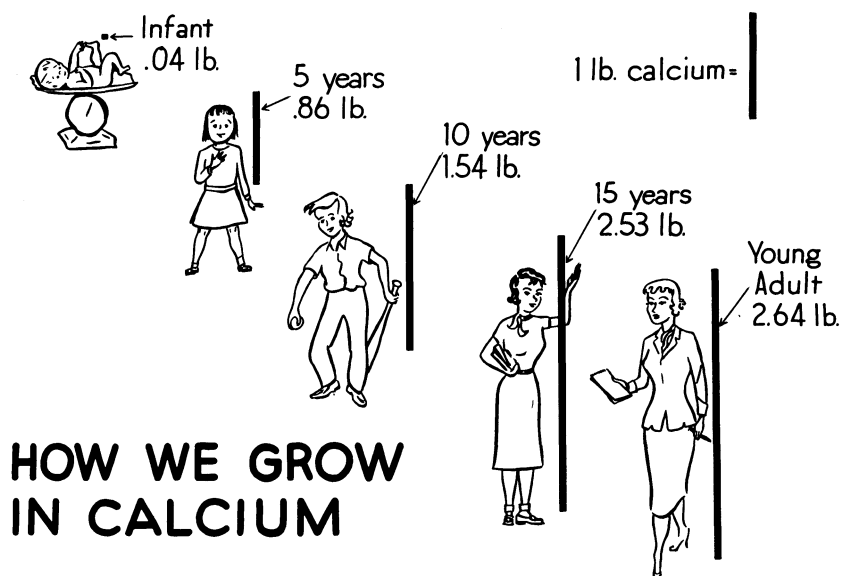 Infant
.04 lb.
5 years
.86 lb.
10 years
1.54 lb.
15 years
2.53 lb.
Young
Adult
2.64 lb.
1 lb. calcium=
HOW WE GROW
IN CALCIUM